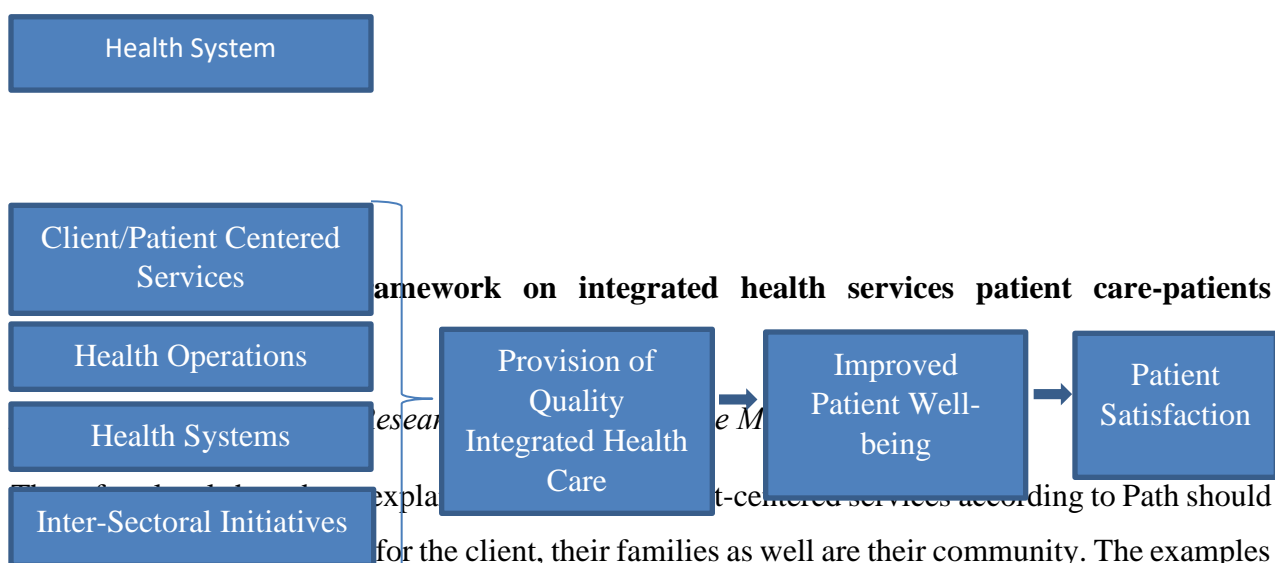 Health System
Client/Patient Centered
Services
amework on integrated health services patient care-patients
Health Operations
Health Systems
Inter-Sectoral Initiatives
Provision of
Quality
Integrated Health
Care
Improved
Patient Well-
being
Patient
Satisfaction
t-centered services according to Path should
for the client, their families as well are their community. The examples